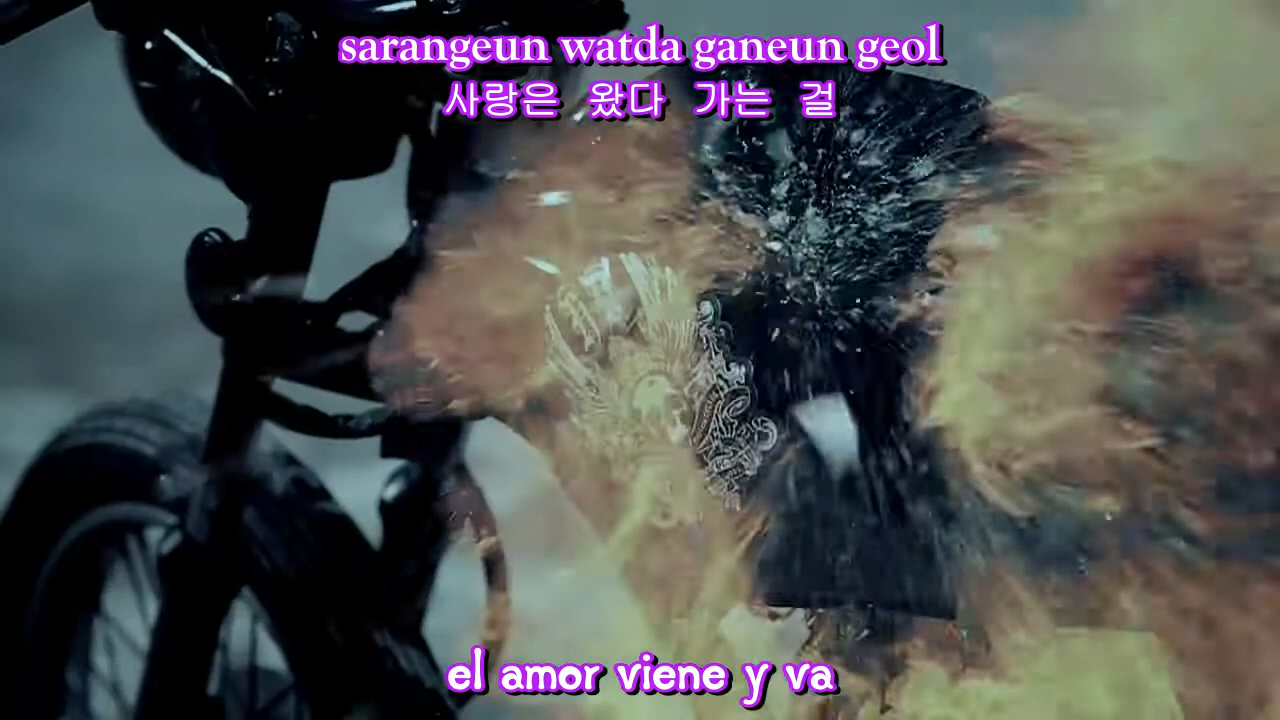 sarangeun watda ganeun geol
사랑은 왔다 가는 걸
el amor viene y va